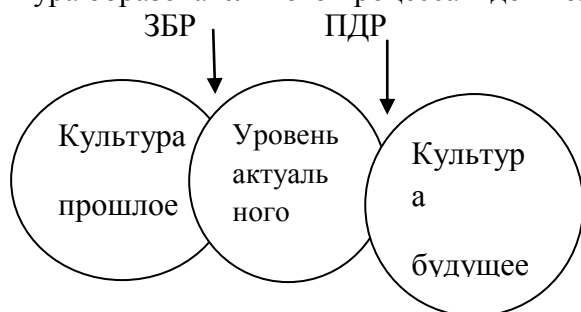 ЗБР ПДР
Культура
прошлое
Уровень
актуаль
ного
Культур
а
будущее